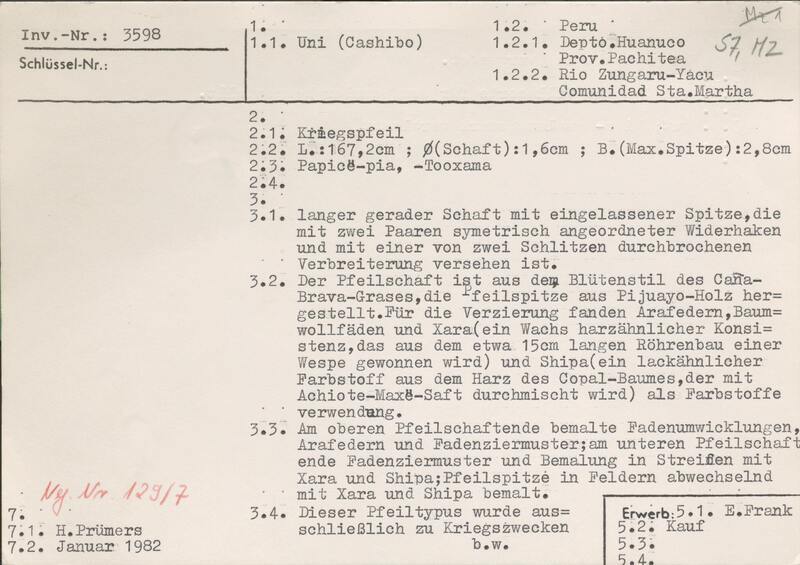 Inv.-Nr.: 3598
Schlüssel-Nr.:
1.
1.1. Uni (Cashibo)
1.2. Peru
1.2.1. Depto.Huanuco
Prov.Pachitea
1.2.2. Rio Zungaru-Yacu
Comunidad Sta.Martha
Mz1
S7, MZ
2.
2.1. Kriegspfeil
2.2. L.:167,2cm ; Ø(Schaft):1,6cm ; B.(Max.Spitze):2,8cm
2.3. Papicë-pia, -Tooxama
2.4.
3.
3.1. langer gerader Schaft mit eingelassener Spitze,die
mit zwei Paaren symetrisch angeordneter Widerhaken
und mit einer von zwei Schlitzen durchbrochenen
Verbreiterung versehen ist.
3.2. Der Pfeilschaft ist aus dem Blütenstil des Caña-
Brava-Grases,die Pfeilspitze aus Pijuayo-Holz her=
gestellt.Für die Verzierung fanden Arafedern,Baum=
wollfäden und Xara(ein Wachs harzähnlicher Konsi=
stenz,das aus dem etwa 15cm langen Röhrenbau einer
Wespe gewonnen wird) und Shipa(ein lackähnlicher
Farbstoff aus dem Harz des Copal-Baumes,der mit
Achiote-Maxë-Saft durchmischt wird) als Farbstoffe
verwendung.
3.3. Am oberen Pfeilschaftende bemalte Fadenumwicklungen,
Arafedern und Fadenziermuster;am unteren Pfeilschaft
ende Fadenziermuster und Bemalung in Streifen mit
Xara und Shipa;Pfeilspitze in Feldern abwechselnd
mit Xara und Shipa bemalt.
3.4. Dieser Pfeiltypus wurde aus=
schließlich zu Kriegszwecken
b.w.
Neg. Nr. 129/7
7.
7.1. H.Prümers
7.2. Januar 1982
Erwerb: 5.1. E.Frank
5.2. Kauf
5.3.
5.4.